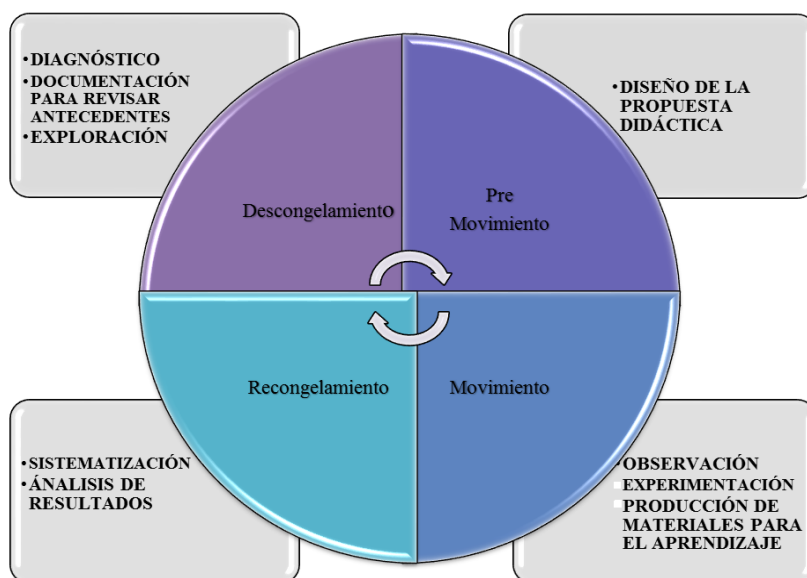 •DIAGNÓSTICO
•DOCUMENTACIÓN
PARA REVISAR
ANTECEDENTES
•EXPLORACIÓN
•DISEÑO DE LA
PROPUESTA
DIDÁCTICA
Descongelamiento
Pre
Movimiento
Recongelamiento
Movimiento
•SISTEMATIZACIÓN
•ÁNALISIS DE
RESULTADOS
•OBSERVACIÓN
EXPERIMENTACIÓN
PRODUCCIÓN DE
MATERIALES PARA
EL APRENDIZAJE